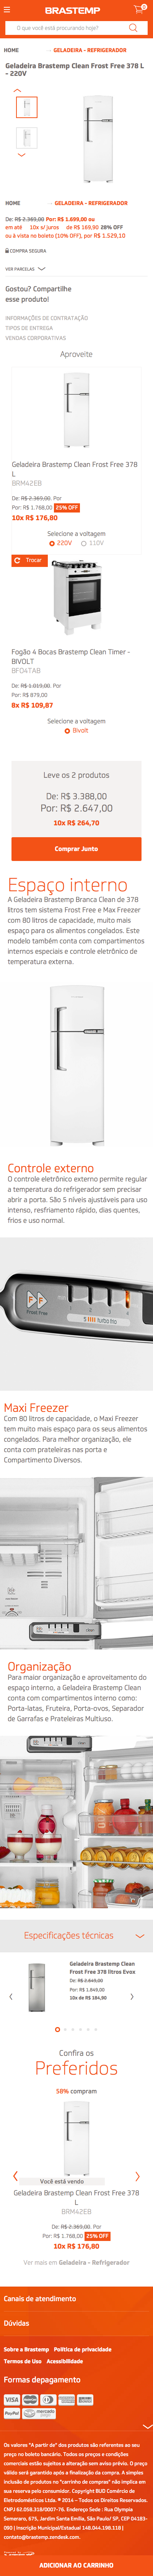 BRASTEMP
0
O que você está procurando hoje?
HOME
GELADEIRA - REFRIGERADOR
Geladeira Brastemp Clean Frost Free 378 L
- 220V
HOME
GELADEIRA - REFRIGERADOR
De: R$ 2.369,00 Por: R$ 1.699,00 ou
em até 10x s/ juros de R$ 169,90 28% OFF
ou à vista no boleto (10% OFF), por R$ 1.529,10
COMPRA SEGURA
VER PARCELAS
Gostou? Compartilhe
esse produto!
INFORMAÇÕES DE CONTRATAÇÃO
TIPOS DE ENTREGA
VENDAS CORPORATIVAS
Aproveite
Geladeira Brastemp Clean Frost Free 378
L
BRM42EB
De: R$ 2.369,00. Por
Por: R$ 1.768,00 25% OFF
10x R$ 176,80
Selecione a voltagem
220V 110V
Trocar
Fogão 4 Bocas Brastemp Clean Timer -
BIVOLT
BFO4TAB
De: R$ 1.019,00. Por
Por: R$ 879,00
8x R$ 109,87
Selecione a voltagem
Bivolt
Leve os 2 produtos
De: R$ 3.388,00
Por: R$ 2.647,00
10x R$ 264,70
Comprar Junto
Espaço interno
A Geladeira Brastemp Branca Clean de 378
litros tem sistema Frost Free e Max Freezer
com 80 litros de capacidade, muito mais
espaço para os alimentos congelados. Este
modelo também conta com compartimentos
internos especiais e controle eletrônico de
temperatura externo.
Controle externo
O controle eletrônico externo permite regular
a temperatura do refrigerador sem precisar
abrir a porta. São 5 níveis ajustáveis para uso
intenso, resfriamento rápido, dias quentes,
frios e uso normal.
FF
5 turbo frio
Maxi Freezer
Com 80 litros de capacidade, o Maxi Freezer
tem muito mais espaço para os seus alimentos
congelados. Para melhor organização, ele
conta com prateleiras nas porta e
Compartimento Diversos.
Organização
Para maior organização e aproveitamento do
espaço interno, a Geladeira Brastemp Clean
conta com compartimentos interno como:
Porta-latas, Fruteira, Porta-ovos, Separador
de Garrafas e Prateleiras Multiuso.
Especificações técnicas
Geladeira Brastemp Clean
Frost Free 378 litros Evox
De: R$ 2.649,00
Por: R$ 1.849,00
10x de R$ 184,90
Confira os
Preferidos
58% compram
Você está vendo
Geladeira Brastemp Clean Frost Free 378
L
BRM42EB
De: R$ 2.369,00. Por
Por: R$ 1.768,00 25% OFF
10x R$ 176,80
Ver mais em Geladeira - Refrigerador
Canais de atendimento
Dúvidas
Sobre a Brastemp Política de privacidade
Termos de Uso Acessibilidade
Formas depagamento
VISA
PayPal mercado pago
Os valores "A partir de" dos produtos são referentes ao seu
preço no boleto bancário. Todos os preços e condições
comerciais estão sujeitos a alteração sem aviso prévio. O preço
válido será garantido após a finalização da compra. A simples
inclusão de produtos no "carrinho de compras" não implica em
sua reserva pelo consumidor. Copyright BUD Comércio de
Eletrodomésticos Ltda. ® 2014 – Todos os Direitos Reservados.
CNPJ 62.058.318/0007-76. Endereço Sede : Rua Olympia
Semeraro, 675, Jardim Santa Emília, São Paulo/ SP, CEP 04183-
090 | Inscrição Municipal/Estadual 148.044.198.118 |
contato@brastemp.zendesk.com.
ADICIONAR AO CARRINHO